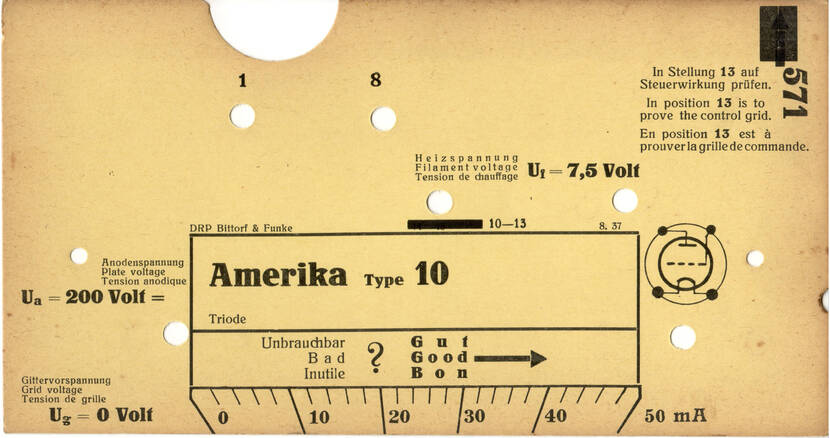 1
8
571
In Stellung 13 auf
Steuerwirkung prüfen.
In position 13 is to
prove the control grid.
En position 13 est à
prouver la grille de commande.
Heizspannung
Filament voltage
Tension de chauffage
Uf = 7,5 Volt
10—13
DRP Bittorf & Funke
8. 37
Anodenspannung
Plate voltage
Tension anodique
Ua = 200 Volt =
Amerika Type 10
Triode
Unbrauchbar
Bad
Inutile
?
Gut
Good
Bon
Gittervorspannung
Grid voltage
Tension de grille
Ug = 0 Volt
0 10 20 30 40 50 mA